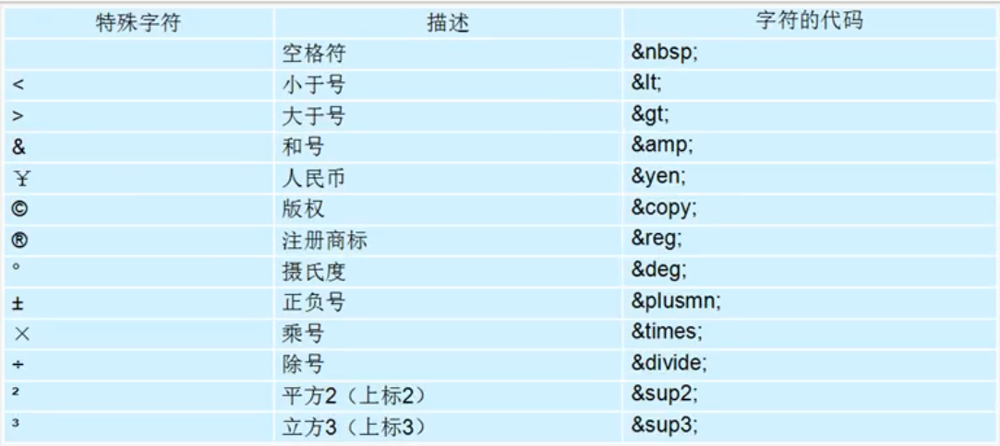 特殊字符 描述 字符的代码
空格符 &nbsp;
< 小于号 &lt;
> 大于号 &gt;
& 和号 &amp;
￥ 人民币 &yen;
© 版权 &copy;
® 注册商标 &reg;
° 摄氏度 &deg;
± 正负号 &plusmn;
× 乘号 &times;
÷ 除号 &divide;
² 平方2（上标2） &sup2;
³ 立方3（上标3） &sup3;